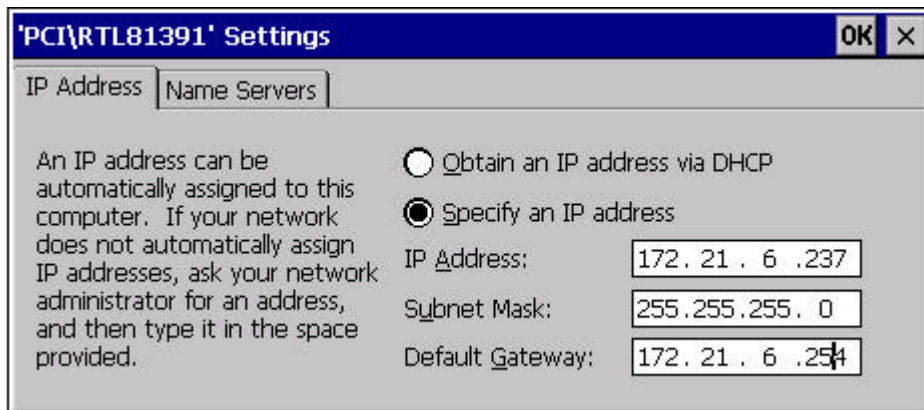 'PCI\RTL81391' Settings
OK ×
IP Address
Name Servers
An IP address can be
automatically assigned to this
computer. If your network
does not automatically assign
IP addresses, ask your network
administrator for an address,
and then type it in the space
provided.
Obtain an IP address via DHCP
Specify an IP address
IP Address: 172. 21 . 6 .237
Subnet Mask: 255.255.255. 0
Default Gateway: 172. 21 . 6 .254